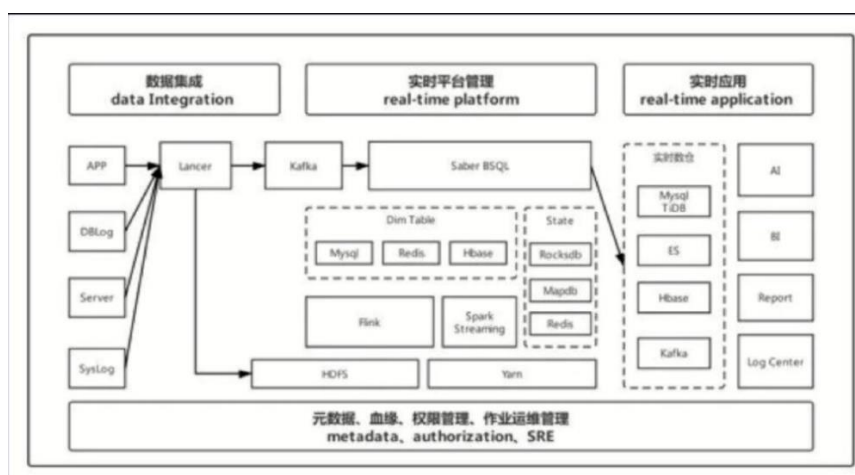 数据集成
data Integration
实时平台管理
real-time platform
实时应用
real-time application
APP
Lancer
Kafka
Saber BSQL
实时数仓
AI
Mysql
TiDB
DBLog
Dim Table
State
Mysql
Redis
Hbase
Rocksdb
ES
BI
Server
Mapdb
Hbase
Report
Flink
Spark
Streaming
Redis
SysLog
HDFS
Yarn
Kafka
Log Center
元数据、血缘、权限管理、作业运维管理
metadata、authorization、SRE